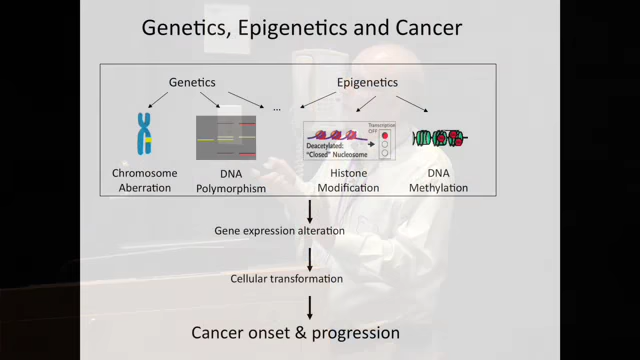 Genetics, Epigenetics and Cancer
Genetics
Epigenetics
...
Transcription
OFF
Deacetylated:
"Closed" Nucleosome
Chromosome
Aberration
DNA
Polymorphism
Histone
Modification
DNA
Methylation
Gene expression alteration
Cellular transformation
Cancer onset & progression